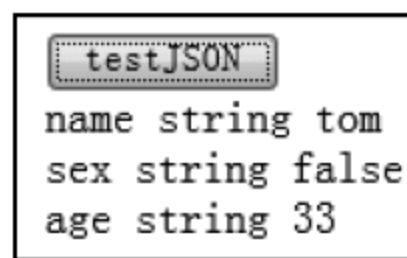 testJSON
name string tom
sex string false
age string 33